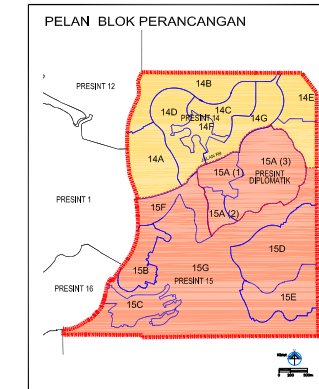 PELAN BLOK PERANCANGAN
PRESINT 12
14B
14E
14D
14C
PRESINT 14
14G
14F
14A
15A (3)
15A (1)
PRESINT
DIPLOMATIK
PRESINT 1
15F
15A (2)
15D
15B
15G
PRESINT 15
PRESINT 16
15C
15E